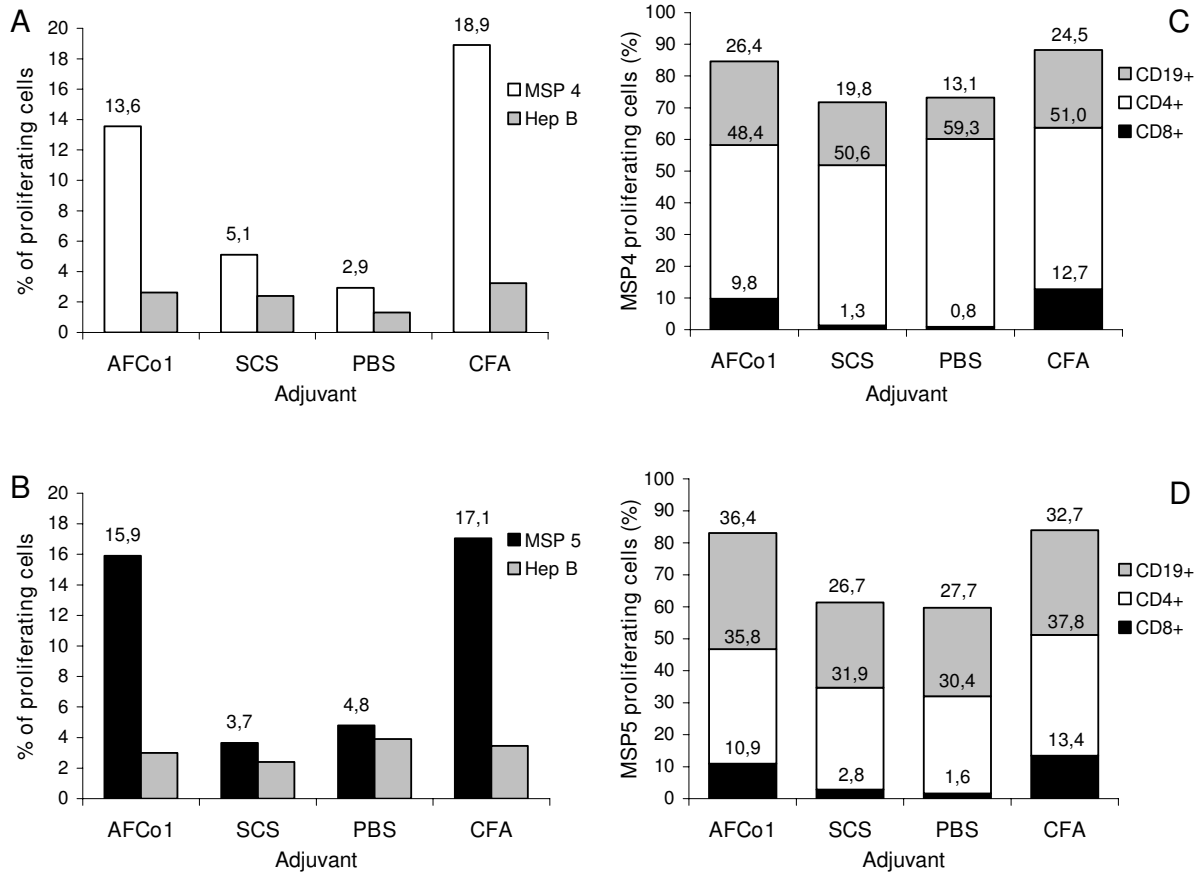 A
% of proliferating cells
20
18
16
14
12
10
8
6
4
2
0
13,6
5,1
2,9
18,9
MSP 4
Hep B
AFCo1 SCS PBS CFA
Adjuvant
C
MSP4 proliferating cells (%)
100
90
80
70
60
50
40
30
20
10
0
26,4 19,8 13,1 24,5
48,4 50,6 59,3 51,0
9,8 1,3 0,8 12,7
CD19+
CD4+
CD8+
AFCo1 SCS PBS CFA
Adjuvant
B
% of proliferating cells
20
18
16
14
12
10
8
6
4
2
0
15,9
3,7
4,8
17,1
MSP 5
Hep B
AFCo1 SCS PBS CFA
Adjuvant
D
MSP5 proliferating cells (%)
100
90
80
70
60
50
40
30
20
10
0
36,4 26,7 27,7 32,7
35,8 31,9 30,4 37,8
10,9 2,8 1,6 13,4
CD19+
CD4+
CD8+
AFCo1 SCS PBS CFA
Adjuvant